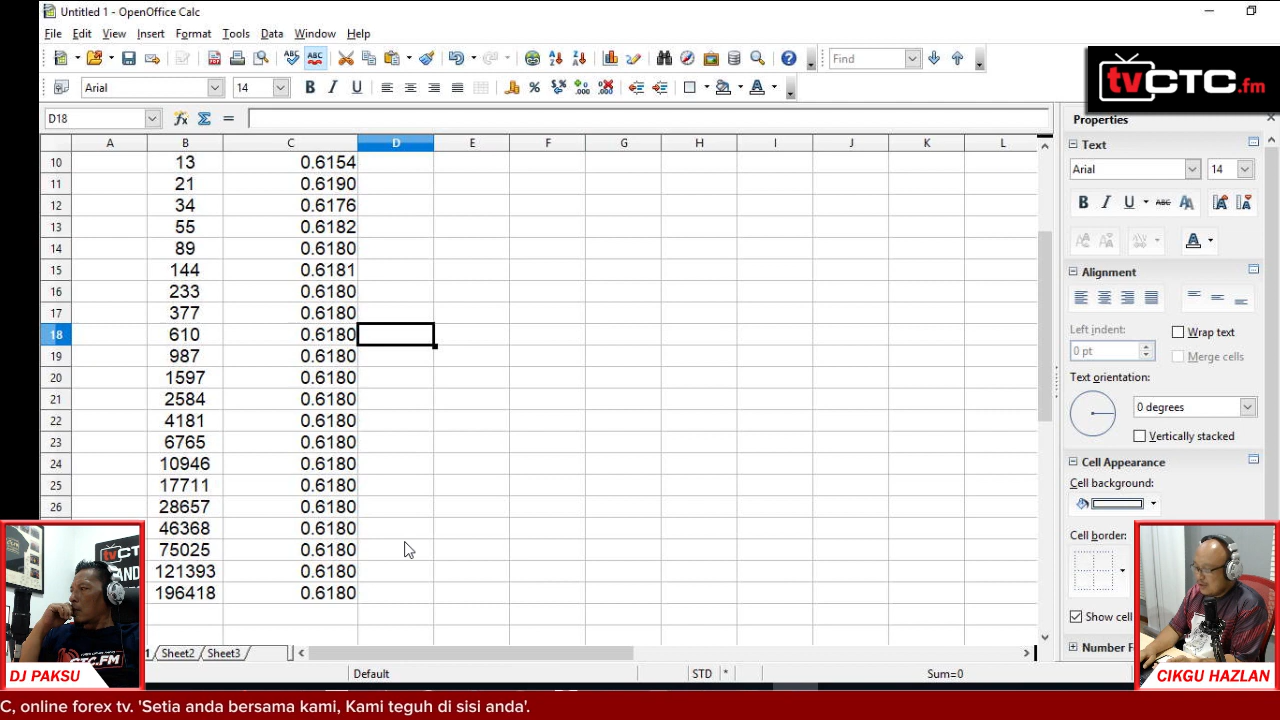 Untitled 1 - OpenOffice Calc
File Edit View Insert Format Tools Data Window Help
Find
Arial 14
tvCTC.fm
D18
Properties
A B C D E F G H I J K L
Text
10 13 0.6154
11 21 0.6190
12 34 0.6176
13 55 0.6182
14 89 0.6180
15 144 0.6181
16 233 0.6180
17 377 0.6180
18 610 0.6180
19 987 0.6180
20 1597 0.6180
21 2584 0.6180
22 4181 0.6180
23 6765 0.6180
24 10946 0.6180
25 17711 0.6180
26 28657 0.6180
46368 0.6180
75025 0.6180
121393 0.6180
196418 0.6180
Arial 14
Alignment
Left indent:
Wrap text
0 pt
Merge cells
Text orientation:
0 degrees
Vertically stacked
Cell Appearance
Cell background:
Cell border:
Show cell
Number F
1 Sheet2 Sheet3
Default STD * Sum=0
DJ PAKSU
CIKGU HAZLAN
C, online forex tv. 'Setia anda bersama kami, Kami teguh di sisi anda'.